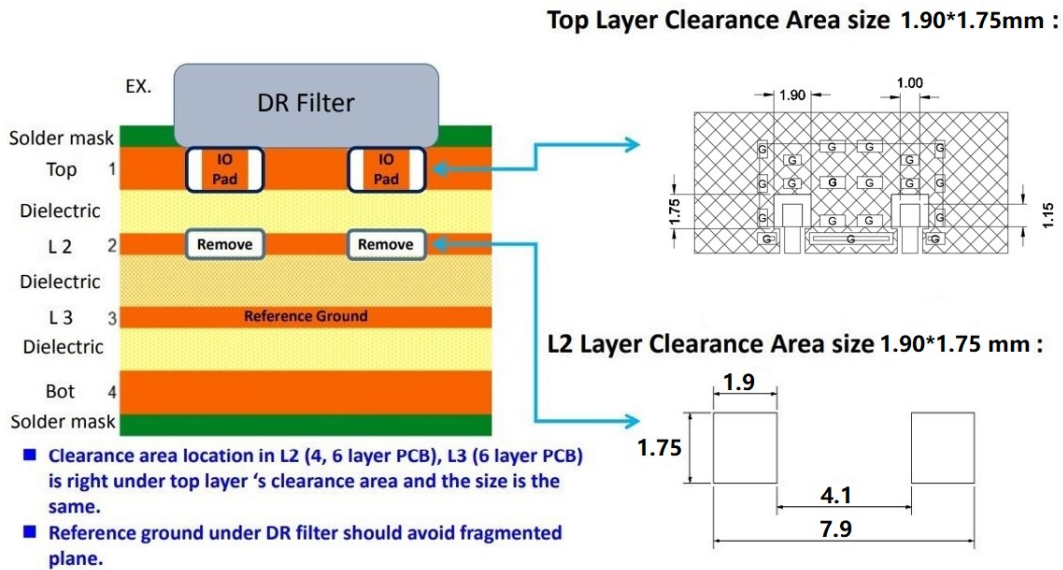 Top Layer Clearance Area size 1.90*1.75mm :
EX.
DR Filter
Solder mask
Top 1
IO Pad
IO Pad
Dielectric
L 2 2
Remove
Remove
Dielectric
L 3 3
Reference Ground
Dielectric
Bot 4
Solder mask
■ Clearance area location in L2 (4, 6 layer PCB), L3 (6 layer PCB)
is right under top layer ‘s clearance area and the size is the
same.
■ Reference ground under DR filter should avoid fragmented
plane.
1.90
1.00
G G G G
G G
G G G G G G
G G G G
G G G
1.75
1.15
L2 Layer Clearance Area size 1.90*1.75 mm :
1.9
1.75
4.1
7.9